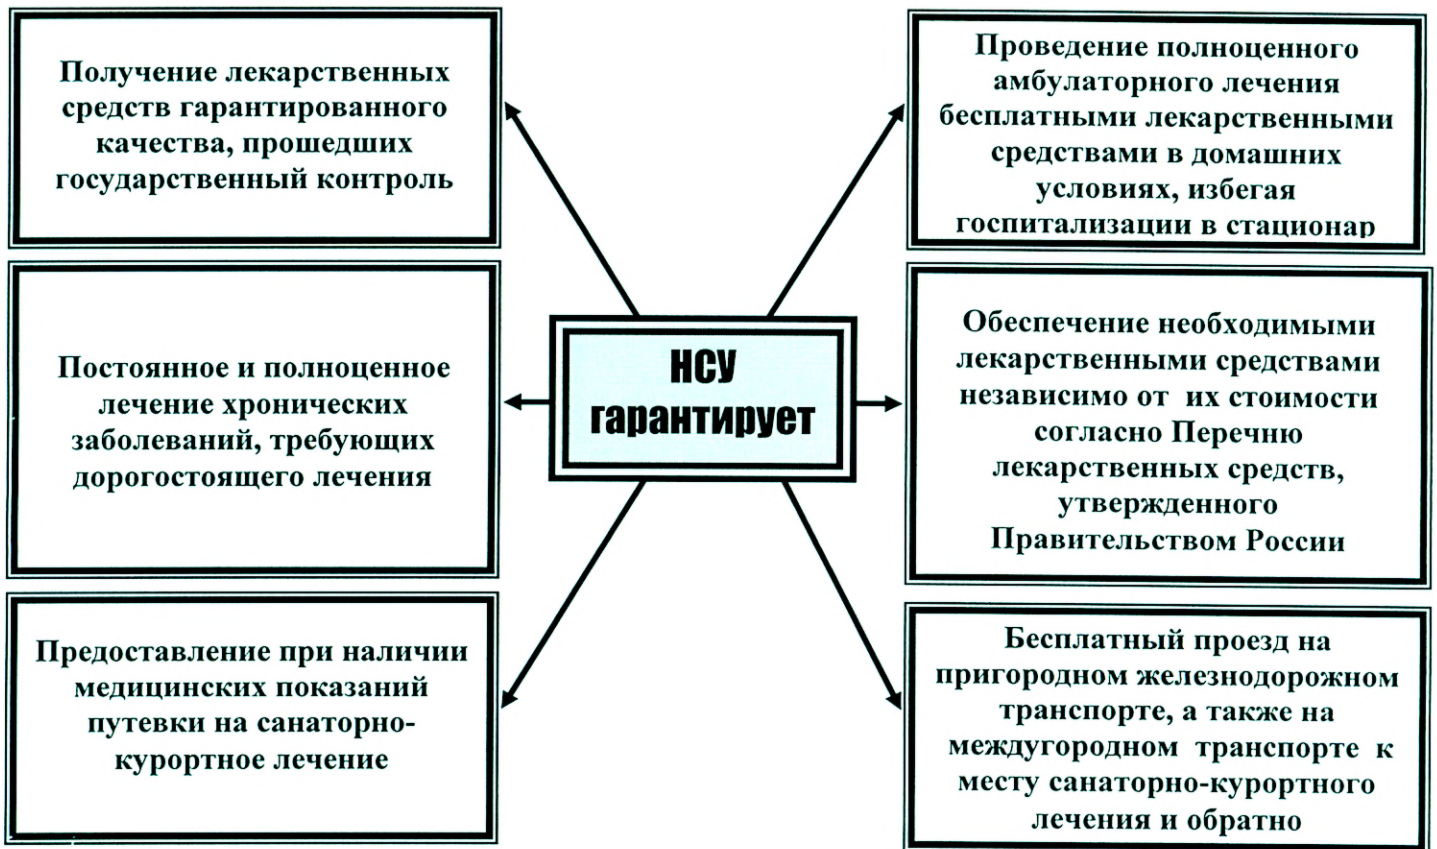 Получение лекарственных
средств гарантированного
качества, прошедших
государственный контроль
Проведение полноценного
амбулаторного лечения
бесплатными лекарственными
средствами в домашних
условиях, избегая
госпитализации в стационар
НСУ
гарантирует
Постоянное и полноценное
лечение хронических
заболеваний, требующих
дорогостоящего лечения
Обеспечение необходимыми
лекарственными средствами
независимо от их стоимости
согласно Перечню
лекарственных средств,
утвержденного
Правительством России
Предоставление при наличии
медицинских показаний
путевки на санаторно-
курортное лечение
Бесплатный проезд на
пригородном железнодорожном
транспорте, а также на
междугородном транспорте к
месту санаторно-курортного
лечения и обратно